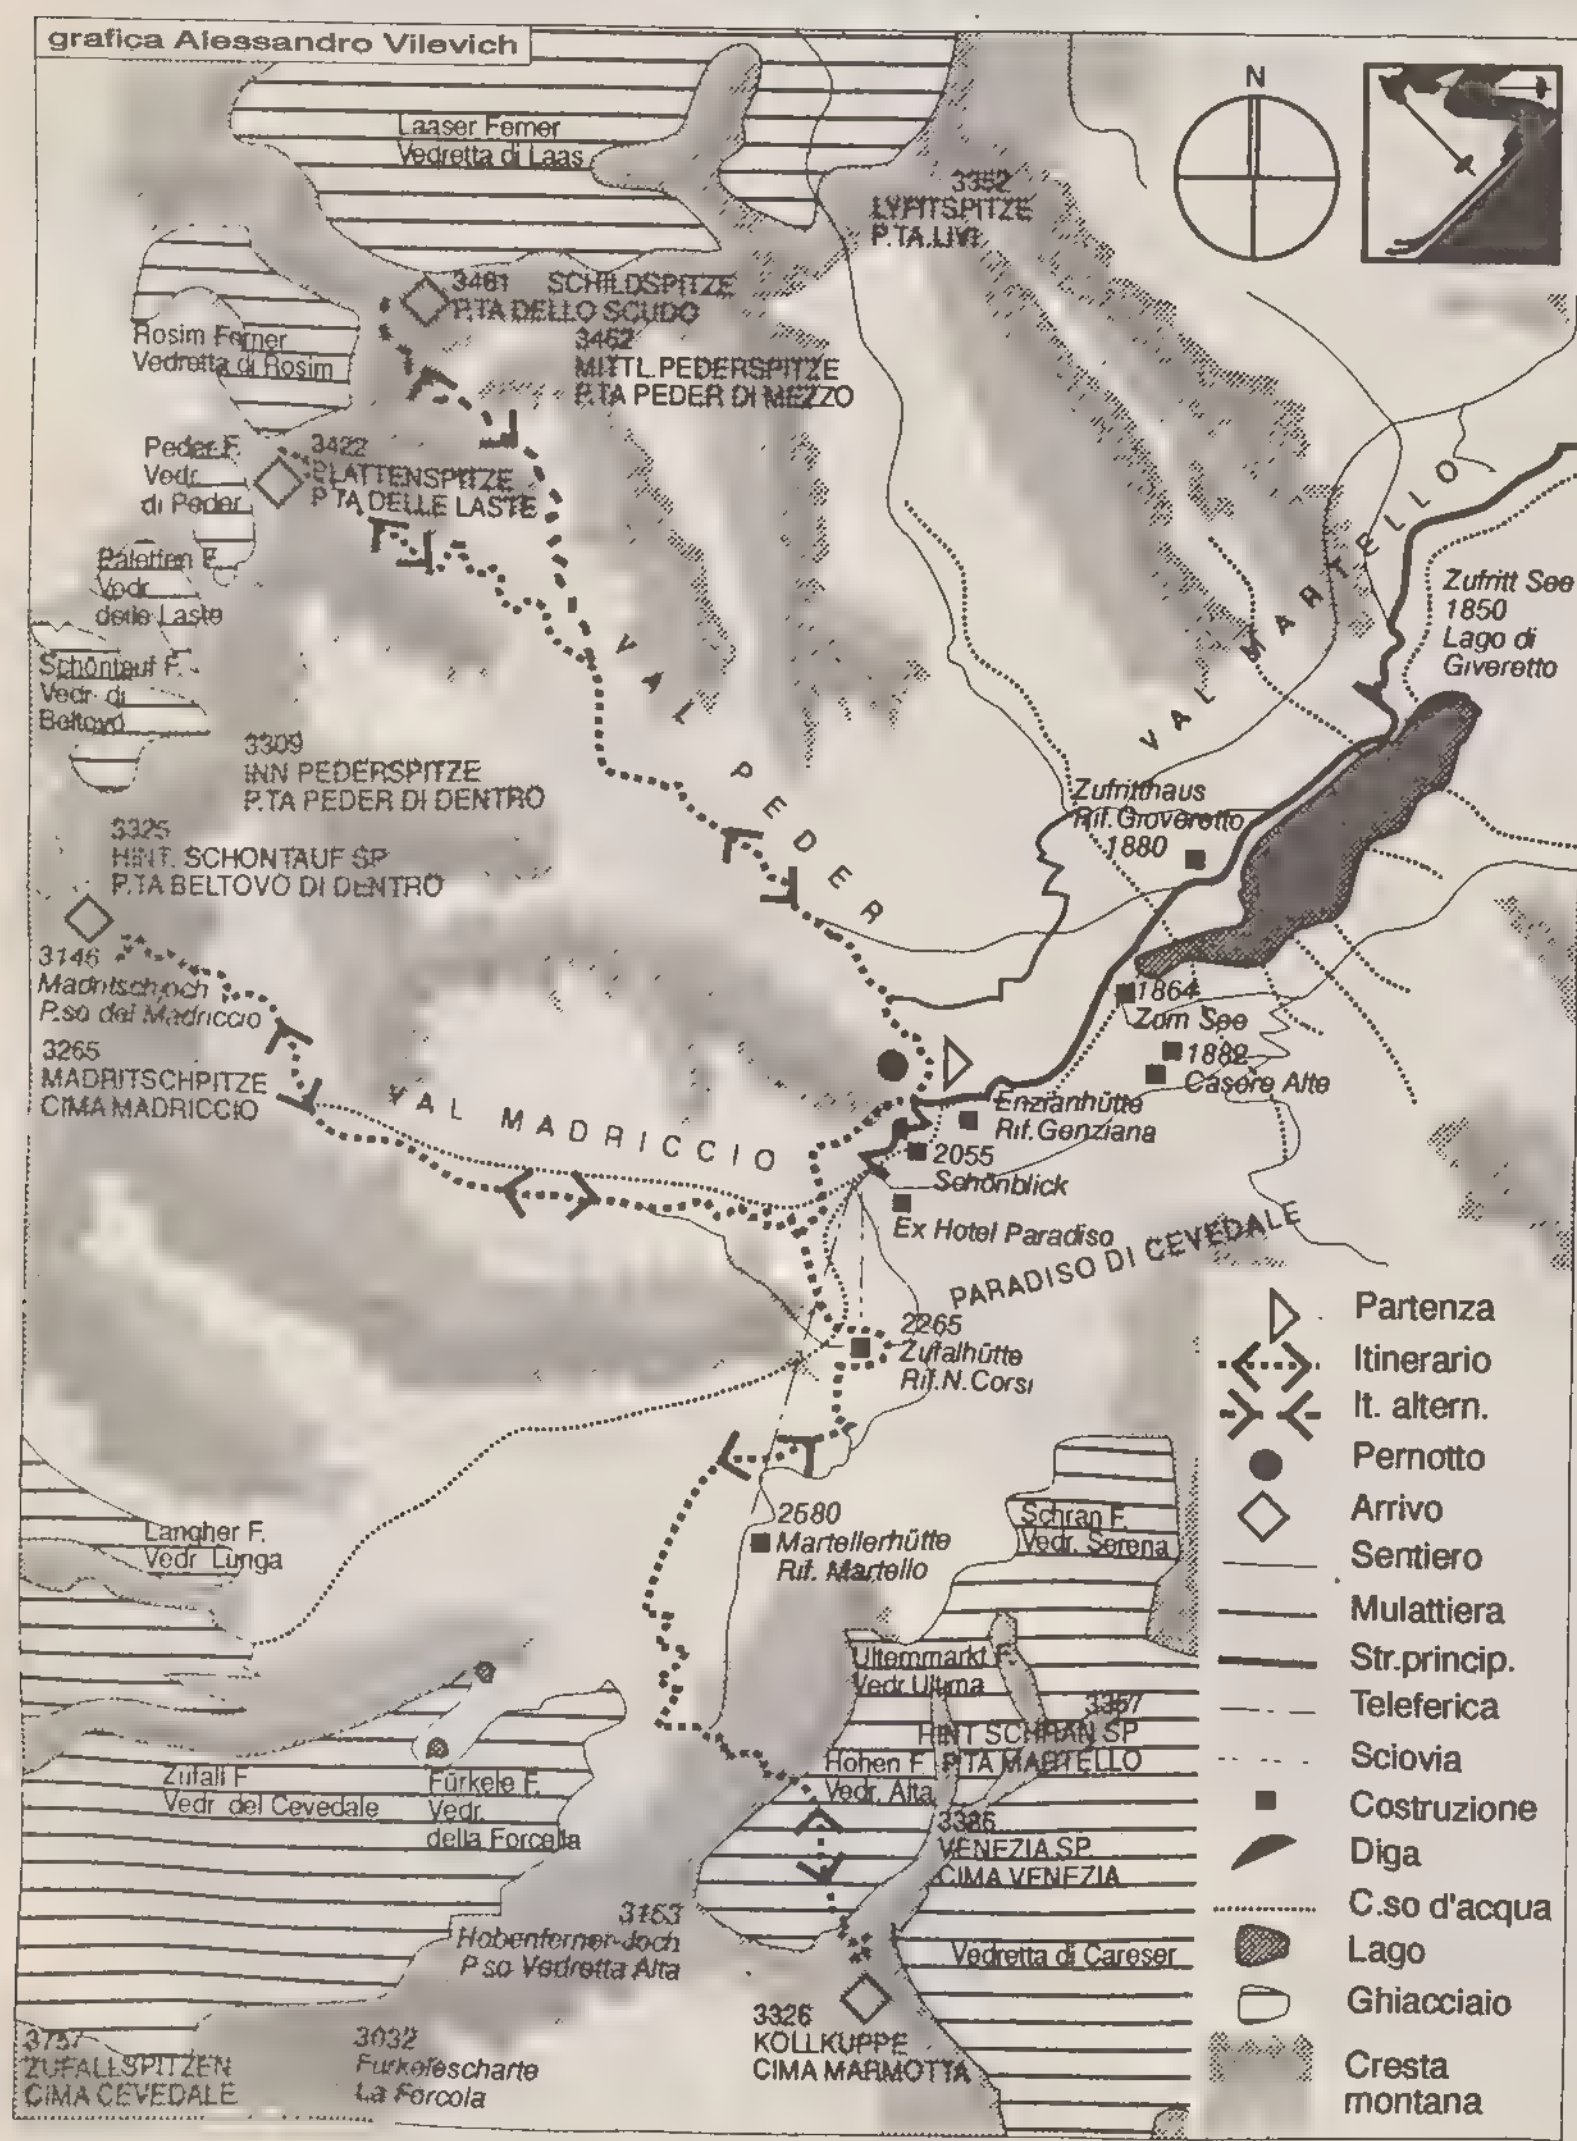 grafica Alessandro Vilevich
N
Laaser Ferner
Vedretta di Laas
3352
LYFITSPITZE
P.TA.LIVI
3461 SCHILDSPITZE
P.TA DELLO SCUDO
3462
MITTL.PEDERSPITZE
P.TA PEDER DI MEZZO
Rosim Ferner
Vedretta di Rosim
Peder F.
Vedr.
di Peder
3422
PLATTENSPITZE
P.TA DELLE LASTE
Vedr.
delle Laste
Schöntauf F.
Vedr. di
Beltovo
3309
INN PEDERSPITZE
P.TA PEDER DI DENTRO
3325
HINT. SCHONTAUF SP
P.TA BELTOVO DI DENTRO
3146
Madritschjoch
P.so del Madriccio
3265
MADRITSCHPITZE
CIMA MADRICCIO
VAL PEDER
VAL MARTELLO
VAL MADRICCIO
Zufritt See
1850
Lago di
Giveretto
Zufritthaus
Rif.Gioveretto
1880
1864
Zom See
1882
Casere Alte
Enzianhütte
Rif.Genziana
2055
Schönblick
Ex Hotel Paradiso
PARADISO DI CEVEDALE
2265
Zufalhütte
Rif.N.Corsi
2580
Martellerhütte
Rif. Martello
Schran F.
Vedr. Serena
Langher F.
Vedr. Lunga
Ultemmarkt F.
Vedr.Ultima
3357
HINT SCHRAN SP
P.TA MARTELLO
Hohen F.
Vedr. Alta
3386
VENEZIA SP.
CIMA VENEZIA
Zufall F
Vedr del Cevedale
Fürkele F.
Vedr.
della Forcella
3163
Hohenferner-Joch
P.so Vedretta Alta
Vedretta di Careser
3326
KOLLKUPPE
CIMA MARMOTTA
3757
ZUFALLSPITZEN
CIMA CEVEDALE
3032
Furkelescharte
La Forcola
Partenza
Itinerario
It. altern.
Pernotto
Arrivo
Sentiero
Mulattiera
Str.princip.
Teleferica
Sciovia
Costruzione
Diga
C.so d'acqua
Lago
Ghiacciaio
Cresta
montana